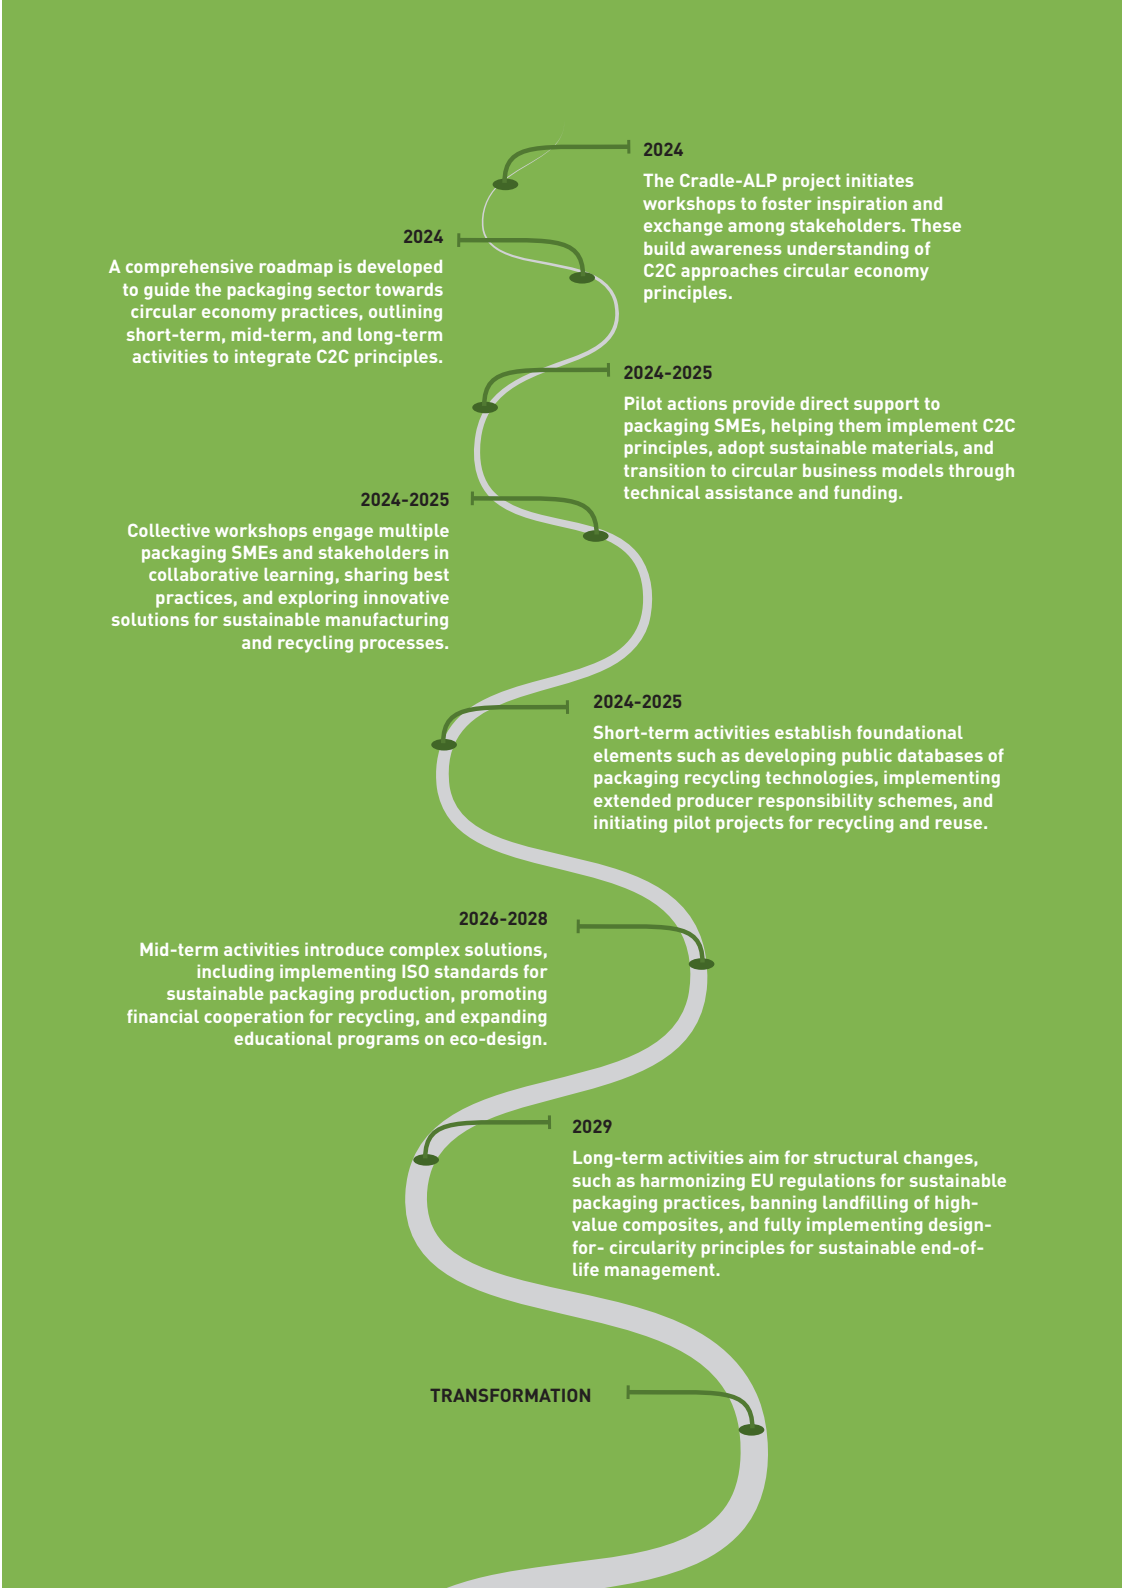 2024
The Cradle-ALP project initiates
workshops to foster inspiration and
exchange among stakeholders. These
build awareness understanding of
C2C approaches circular economy
principles.
2024
A comprehensive roadmap is developed
to guide the packaging sector towards
circular economy practices, outlining
short-term, mid-term, and long-term
activities to integrate C2C principles.
2024-2025
Pilot actions provide direct support to
packaging SMEs, helping them implement C2C
principles, adopt sustainable materials, and
transition to circular business models through
technical assistance and funding.
2024-2025
Collective workshops engage multiple
packaging SMEs and stakeholders in
collaborative learning, sharing best
practices, and exploring innovative
solutions for sustainable manufacturing
and recycling processes.
2024-2025
Short-term activities establish foundational
elements such as developing public databases of
packaging recycling technologies, implementing
extended producer responsibility schemes, and
initiating pilot projects for recycling and reuse.
2026-2028
Mid-term activities introduce complex solutions,
including implementing ISO standards for
sustainable packaging production, promoting
financial cooperation for recycling, and expanding
educational programs on eco-design.
2029
Long-term activities aim for structural changes,
such as harmonizing EU regulations for sustainable
packaging practices, banning landfilling of high-
value composites, and fully implementing design-
for- circularity principles for sustainable end-of-
life management.
TRANSFORMATION